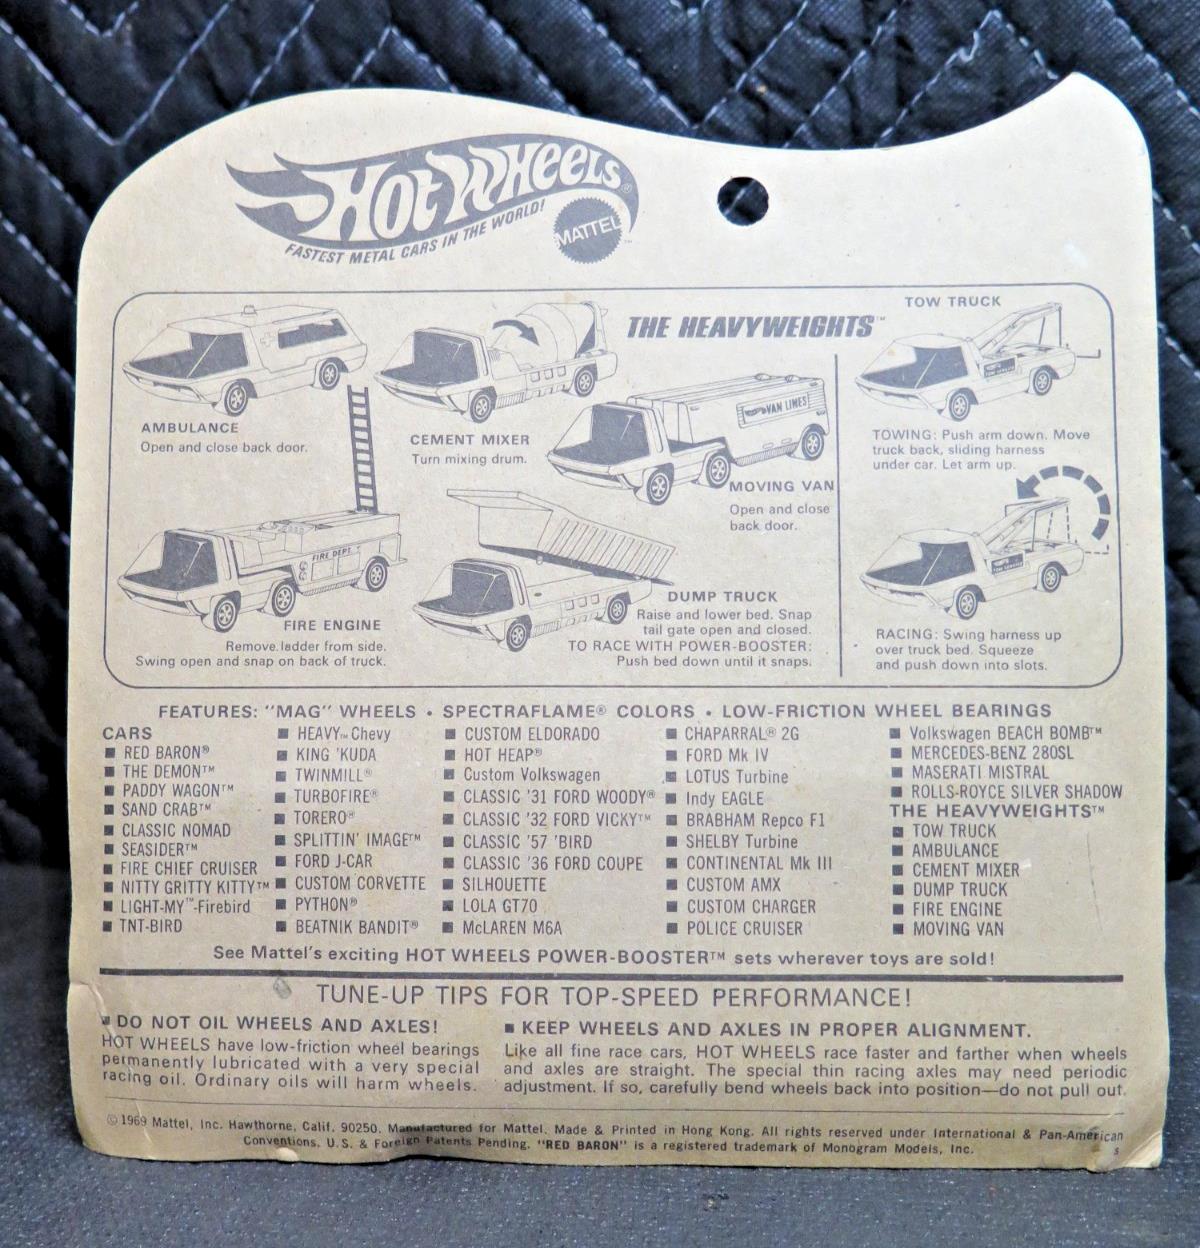 HOT WHEELS®
FASTEST METAL CARS IN THE WORLD!
MATTEL™
THE HEAVYWEIGHTS™
AMBULANCE
Open and close back door.
CEMENT MIXER
Turn mixing drum.
VAN LINES
MOVING VAN
Open and close
back door.
FIRE DEPT.
FIRE ENGINE
Remove ladder from side.
Swing open and snap on back of truck.
DUMP TRUCK
Raise and lower bed. Snap
tail gate open and closed.
TO RACE WITH POWER-BOOSTER:
Push bed down until it snaps.
TOW TRUCK
TOW SERVICE
TOWING: Push arm down. Move
truck back, sliding harness
under car. Let arm up.
TOW SERVICE
RACING: Swing harness up
over truck bed. Squeeze
and push down into slots.
FEATURES: "MAG" WHEELS • SPECTRAFLAME® COLORS • LOW-FRICTION WHEEL BEARINGS
CARS
■ RED BARON®
■ THE DEMON™
■ PADDY WAGON™
■ SAND CRAB™
■ CLASSIC NOMAD
■ SEASIDER™
■ FIRE CHIEF CRUISER
■ NITTY GRITTY KITTY™
■ LIGHT-MY™-Firebird
■ TNT-BIRD
■ HEAVY™ Chevy
■ KING 'KUDA
■ TWINMILL®
■ TURBOFIRE®
■ TORERO®
■ SPLITTIN' IMAGE™
■ FORD J-CAR
■ CUSTOM CORVETTE
■ PYTHON®
■ BEATNIK BANDIT®
■ CUSTOM ELDORADO
■ HOT HEAP®
■ Custom Volkswagen
■ CLASSIC '31 FORD WOODY®
■ CLASSIC '32 FORD VICKY™
■ CLASSIC '57 'BIRD
■ CLASSIC '36 FORD COUPE
■ SILHOUETTE
■ LOLA GT70
■ McLAREN M6A
■ CHAPARRAL® 2G
■ FORD Mk IV
■ LOTUS Turbine
■ Indy EAGLE
■ BRABHAM Repco F1
■ SHELBY Turbine
■ CONTINENTAL Mk III
■ CUSTOM AMX
■ CUSTOM CHARGER
■ POLICE CRUISER
■ Volkswagen BEACH BOMB™
■ MERCEDES-BENZ 280SL
■ MASERATI MISTRAL
■ ROLLS-ROYCE SILVER SHADOW
THE HEAVYWEIGHTS™
■ TOW TRUCK
■ AMBULANCE
■ CEMENT MIXER
■ DUMP TRUCK
■ FIRE ENGINE
■ MOVING VAN
See Mattel's exciting HOT WHEELS POWER-BOOSTER™ sets wherever toys are sold!
TUNE-UP TIPS FOR TOP-SPEED PERFORMANCE!
■ DO NOT OIL WHEELS AND AXLES!
HOT WHEELS have low-friction wheel bearings
permanently lubricated with a very special
racing oil. Ordinary oils will harm wheels.
■ KEEP WHEELS AND AXLES IN PROPER ALIGNMENT.
Like all fine race cars, HOT WHEELS race faster and farther when wheels
and axles are straight. The special thin racing axles may need periodic
adjustment. If so, carefully bend wheels back into position—do not pull out.
© 1969 Mattel, Inc. Hawthorne, Calif. 90250. Manufactured for Mattel. Made & Printed in Hong Kong. All rights reserved under International & Pan-American
Conventions. U.S. & Foreign Patents Pending. "RED BARON" is a registered trademark of Monogram Models, Inc.